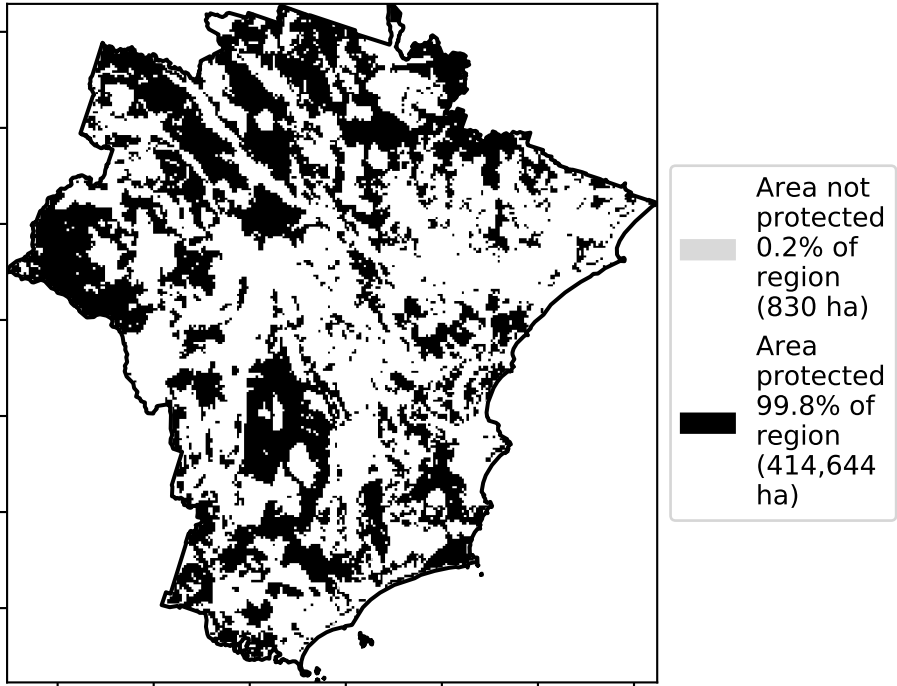 Area not
protected
0.2% of
region
(830 ha)
Area
protected
99.8% of
region
(414,644
ha)